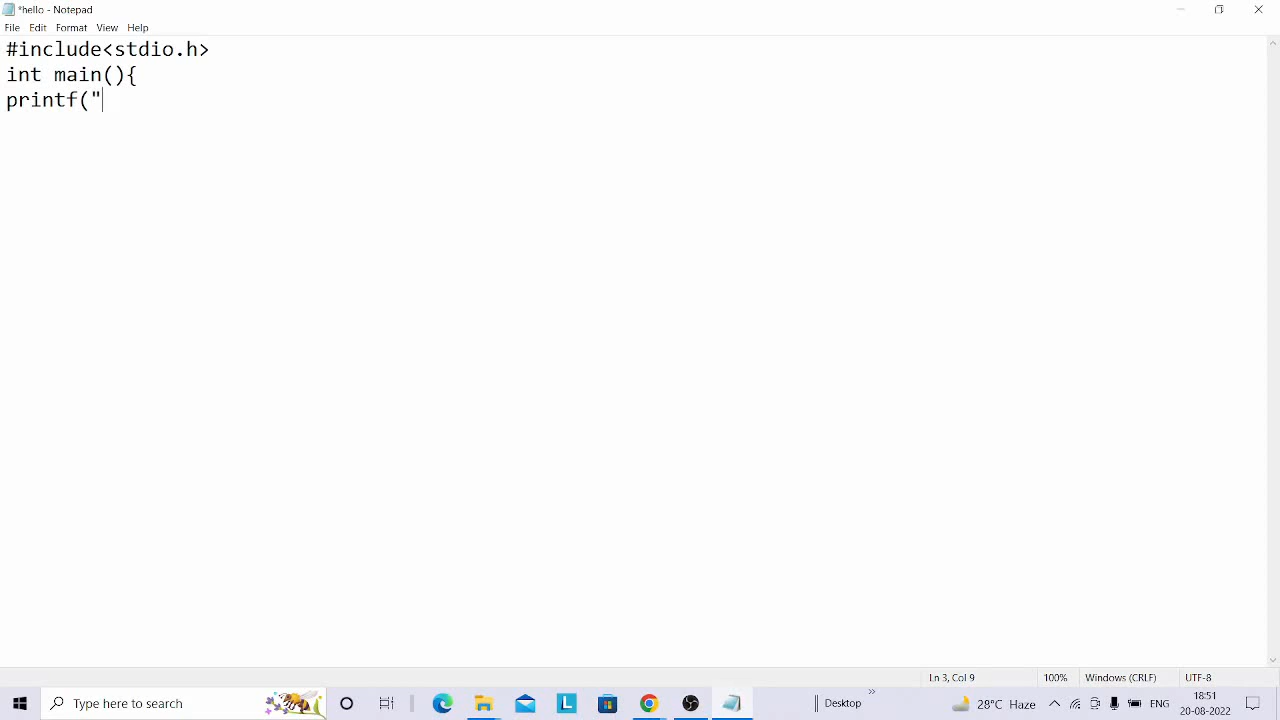 *hello - Notepad
File Edit Format View Help
#include<stdio.h>
int main(){
printf("
Ln 3, Col 9 100% Windows (CRLF) UTF-8
Type here to search L Desktop 28°C Haze ENG 18:51
20-08-2022